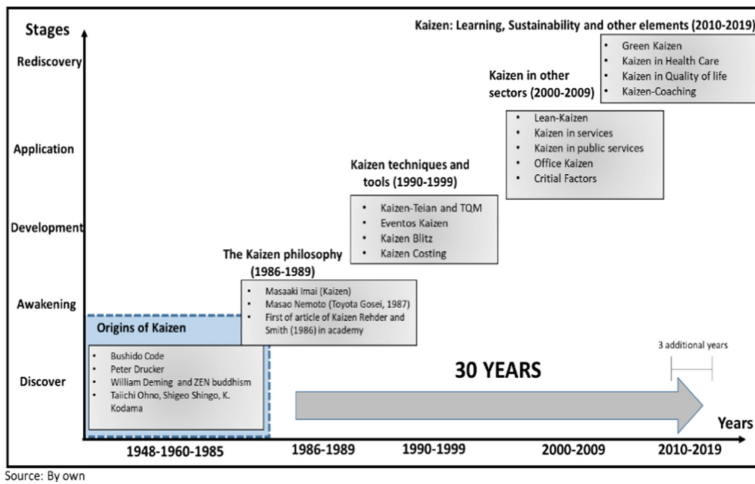 Stages
Kaizen: Learning, Sustainability and other elements (2010-2019)
Rediscovery
• Green Kaizen
• Kaizen in Health Care
• Kaizen in Quality of life
• Kaizen-Coaching
Kaizen in other
sectors (2000-2009)
Application
• Lean-Kaizen
• Kaizen in services
• Kaizen in public services
• Office Kaizen
• Critial Factors
Kaizen techniques and
tools (1990-1999)
Development
• Kaizen-Teian and TQM
• Eventos Kaizen
• Kaizen Blitz
• Kaizen Costing
The Kaizen philosophy
(1986-1989)
Awakening
• Masaaki Imai (Kaizen)
• Masao Nemoto (Toyota Gosei, 1987)
• First of article of Kaizen Rehder and
Smith (1986) in academy
Origins of Kaizen
Discover
• Bushido Code
• Peter Drucker
• William Deming and ZEN buddhism
• Taiichi Ohno, Shigeo Shingo, K.
Kodama
3 additional years
30 YEARS
Years
1948-1960-1985
1986-1989
1990-1999
2000-2009
2010-2019
Source: By own